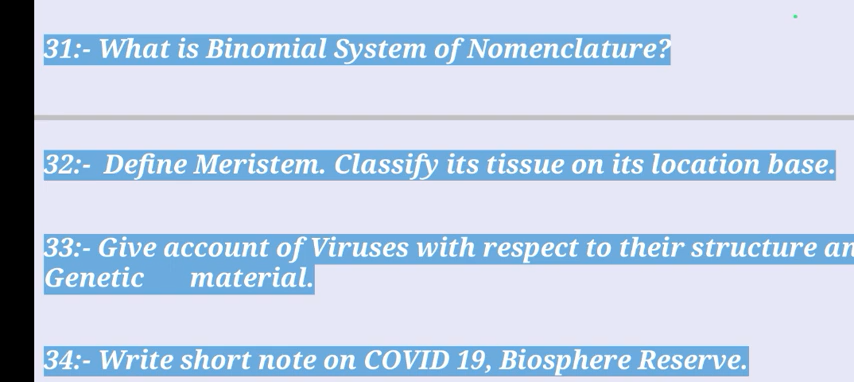 31:- What is Binomial System of Nomenclature?
32:- Define Meristem. Classify its tissue on its location base.
33:- Give account of Viruses with respect to their structure an
Genetic material.
34:- Write short note on COVID 19, Biosphere Reserve.